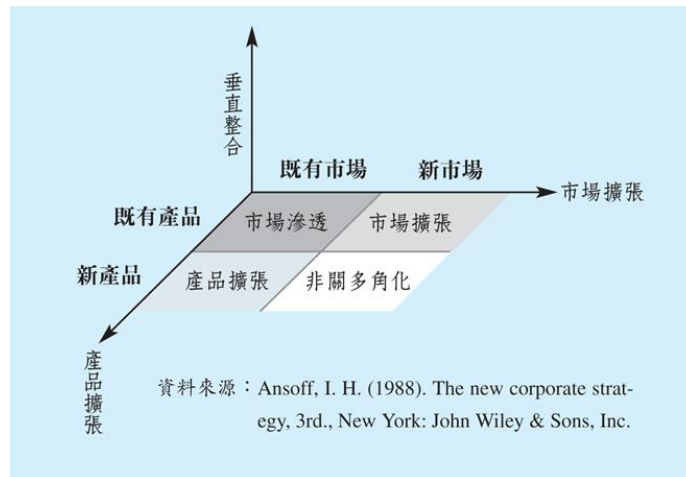 垂直整合
既有市場 新市場
市場擴張
既有產品
市場滲透 市場擴張
新產品
產品擴張 非關多角化
產品擴張
資料來源：Ansoff, I. H. (1988). The new corporate strat-
egy, 3rd., New York: John Wiley & Sons, Inc.